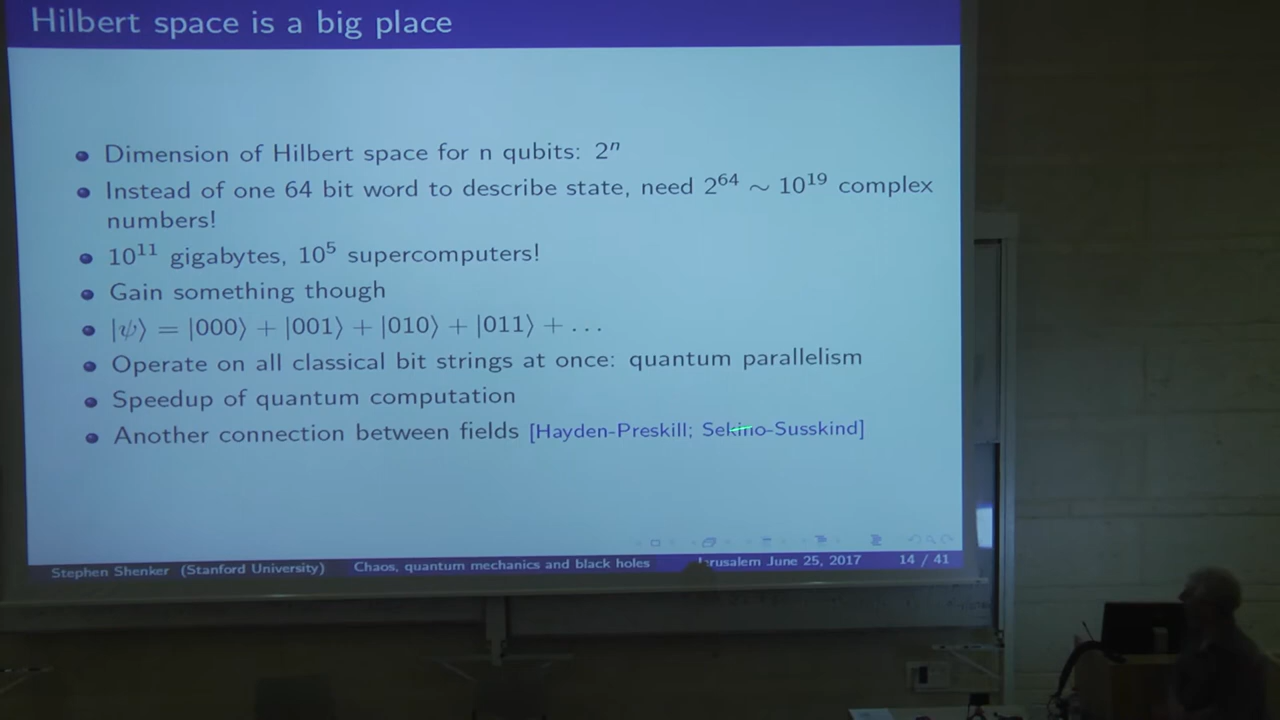 Hilbert space is a big place
Dimension of Hilbert space for n qubits: 2ⁿ
Instead of one 64 bit word to describe state, need 2⁶⁴ ∼ 10¹⁹ complex
numbers!
10¹¹ gigabytes, 10⁵ supercomputers!
Gain something though
|ψ⟩ = |000⟩ + |001⟩ + |010⟩ + |011⟩ + ...
Operate on all classical bit strings at once: quantum parallelism
Speedup of quantum computation
Another connection between fields [Hayden-Preskill; Sekino-Susskind]
Stephen Shenker (Stanford University) Chaos, quantum mechanics and black holes Jerusalem June 25, 2017 14 / 41